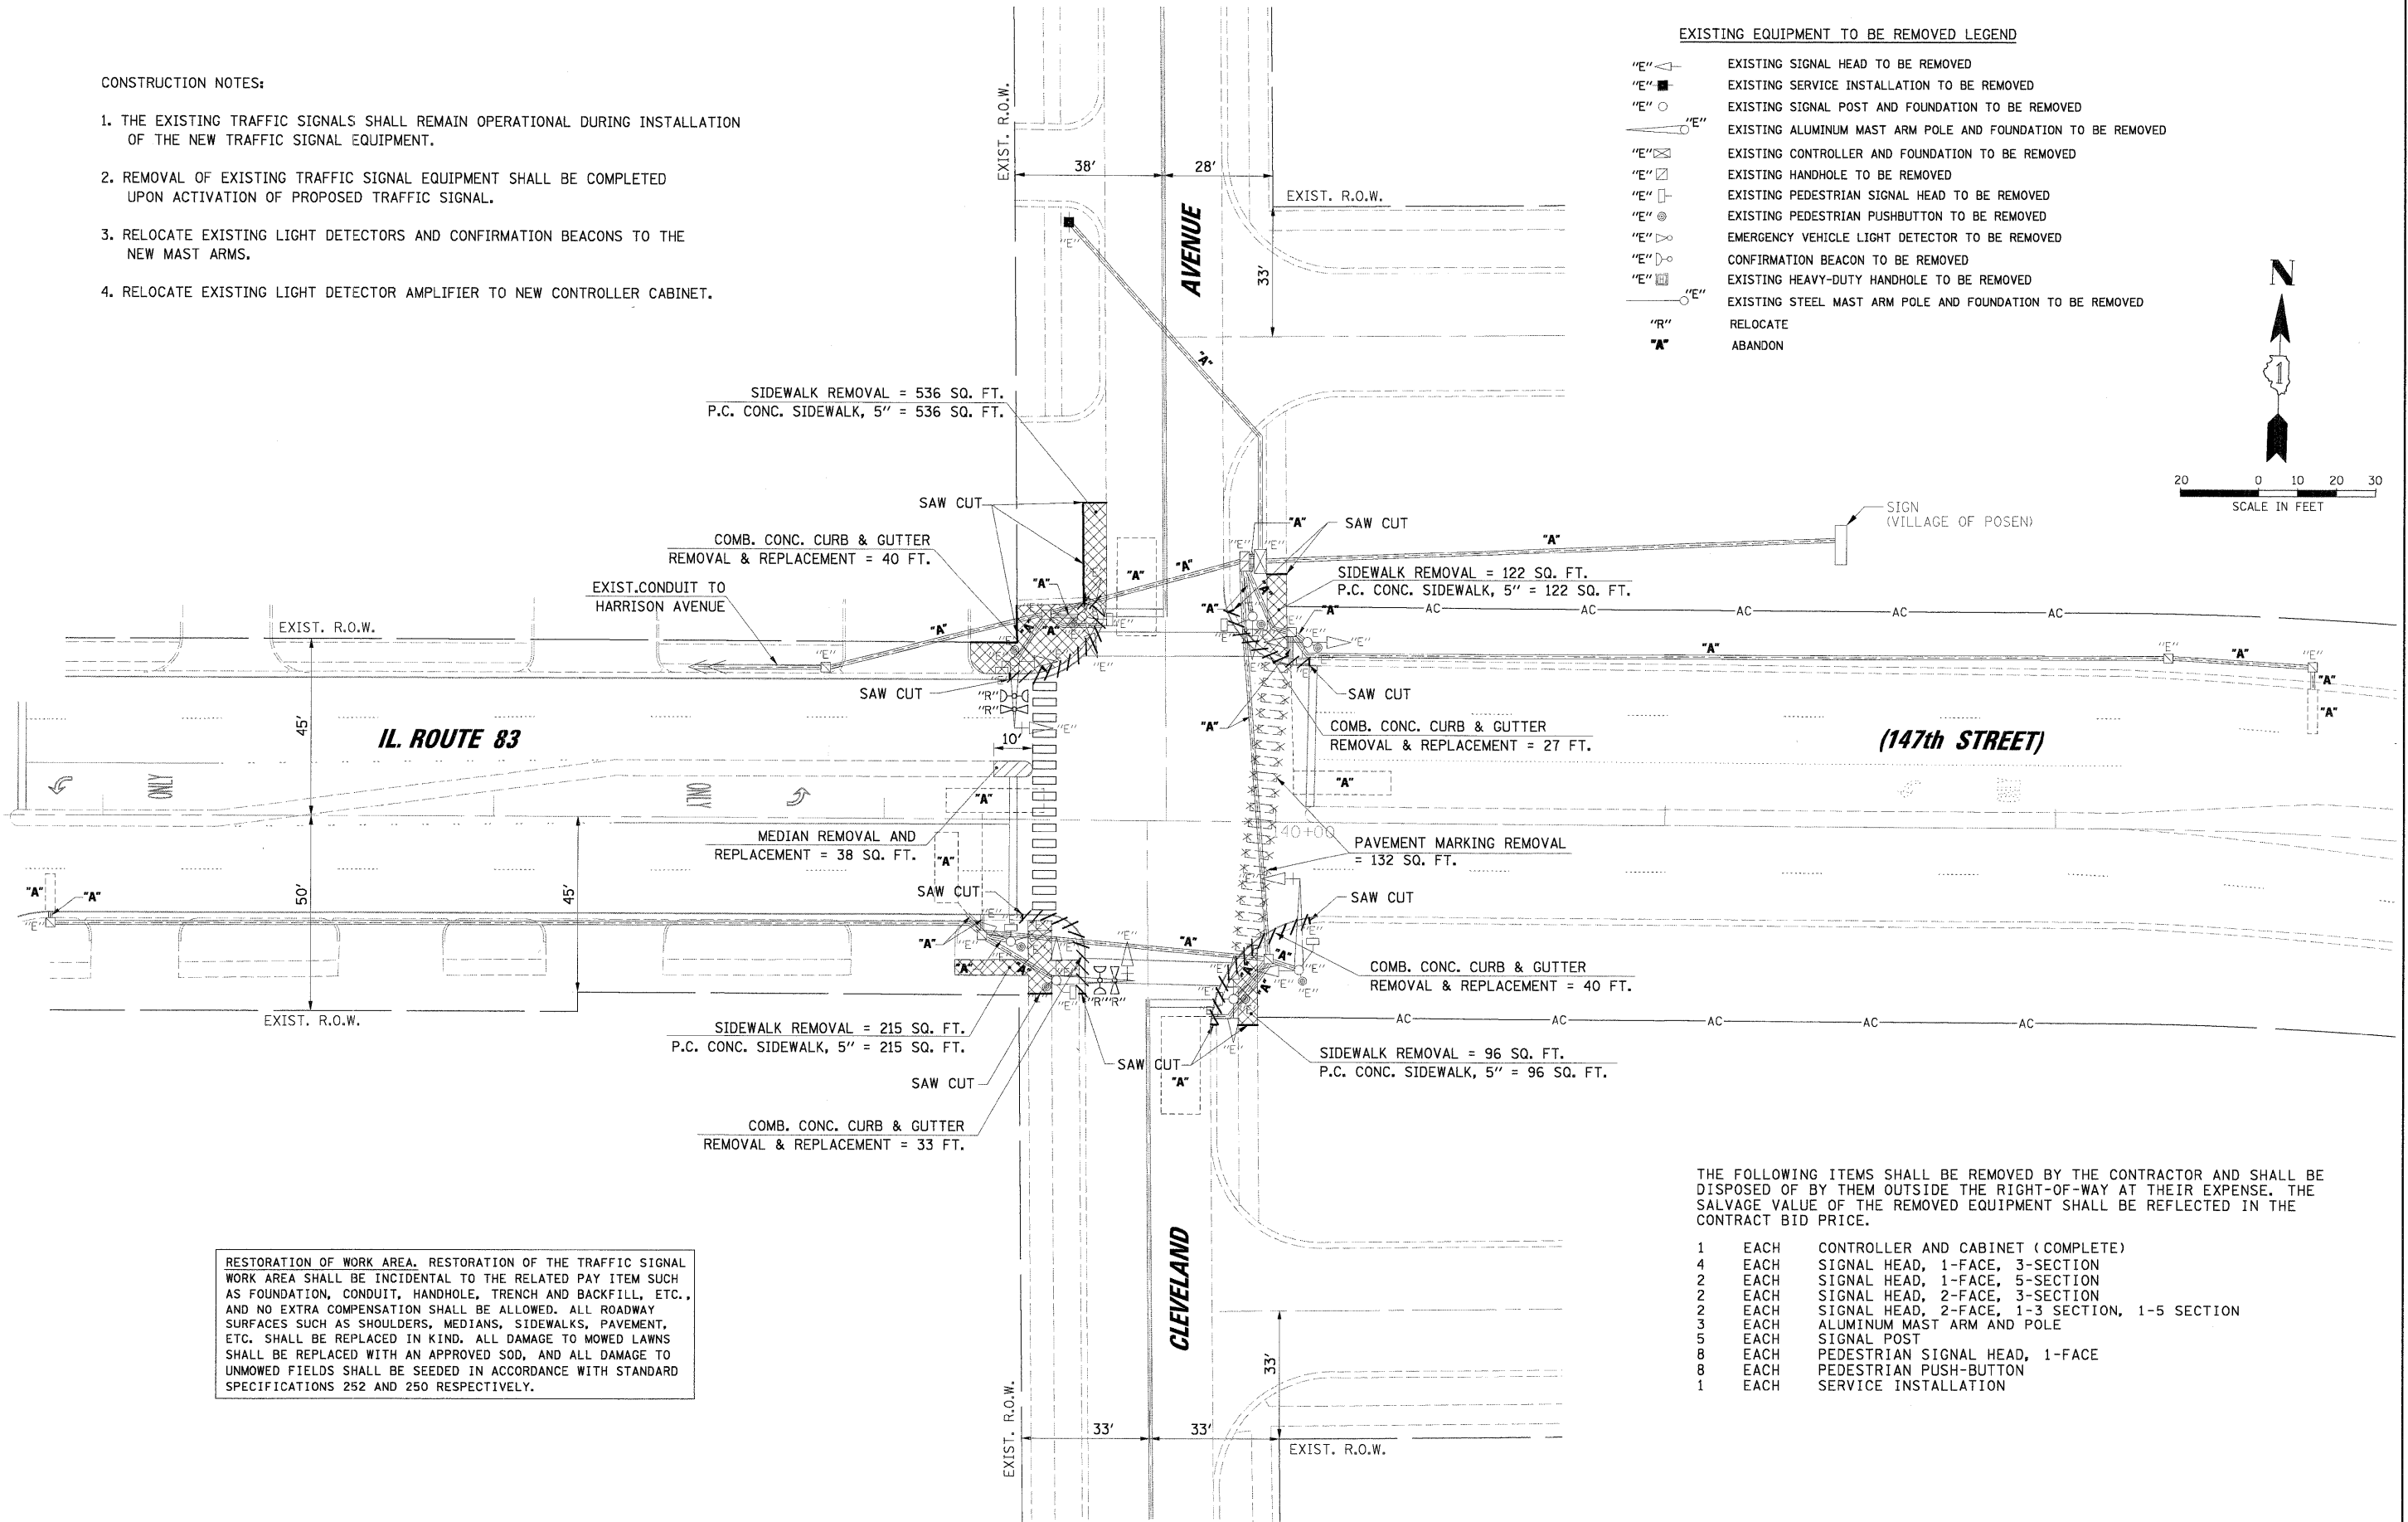 CONSTRUCTION NOTES:
1. THE EXISTING TRAFFIC SIGNALS SHALL REMAIN OPERATIONAL DURING INSTALLATION
OF THE NEW TRAFFIC SIGNAL EQUIPMENT.
2. REMOVAL OF EXISTING TRAFFIC SIGNAL EQUIPMENT SHALL BE COMPLETED
UPON ACTIVATION OF PROPOSED TRAFFIC SIGNAL.
3. RELOCATE EXISTING LIGHT DETECTORS AND CONFIRMATION BEACONS TO THE
NEW MAST ARMS.
4. RELOCATE EXISTING LIGHT DETECTOR AMPLIFIER TO NEW CONTROLLER CABINET.
EXISTING EQUIPMENT TO BE REMOVED LEGEND
"E" EXISTING SIGNAL HEAD TO BE REMOVED
"E" EXISTING SERVICE INSTALLATION TO BE REMOVED
"E" EXISTING SIGNAL POST AND FOUNDATION TO BE REMOVED
"E" EXISTING ALUMINUM MAST ARM POLE AND FOUNDATION TO BE REMOVED
"E" EXISTING CONTROLLER AND FOUNDATION TO BE REMOVED
"E" EXISTING HANDHOLE TO BE REMOVED
"E" EXISTING PEDESTRIAN SIGNAL HEAD TO BE REMOVED
"E" EXISTING PEDESTRIAN PUSHBUTTON TO BE REMOVED
"E" EMERGENCY VEHICLE LIGHT DETECTOR TO BE REMOVED
"E" CONFIRMATION BEACON TO BE REMOVED
"E" H EXISTING HEAVY-DUTY HANDHOLE TO BE REMOVED
"E" EXISTING STEEL MAST ARM POLE AND FOUNDATION TO BE REMOVED
"R" RELOCATE
"A" ABANDON
N
1
20 0 10 20 30
SCALE IN FEET
EXIST. R.O.W.
38'
28'
EXIST. R.O.W.
AVENUE
33'
"E"
"A"
SIDEWALK REMOVAL = 536 SQ. FT.
P.C. CONC. SIDEWALK, 5" = 536 SQ. FT.
SAW CUT
COMB. CONC. CURB & GUTTER
REMOVAL & REPLACEMENT = 40 FT.
EXIST.CONDUIT TO
HARRISON AVENUE
EXIST. R.O.W.
"A"
"A"
"A"
"A"
"A"
"E"
"E"
"A"
SAW CUT
"A"
SIGN
(VILLAGE OF POSEN)
SIDEWALK REMOVAL = 122 SQ. FT.
P.C. CONC. SIDEWALK, 5" = 122 SQ. FT.
AC AC AC AC AC
"A"
"A"
"E"
"A"
"E"
"A"
"E"
"A"
"A"
SAW CUT
"R"
"R"
"E"
SAW CUT
COMB. CONC. CURB & GUTTER
REMOVAL & REPLACEMENT = 27 FT.
"A"
45'
IL. ROUTE 83
10'
(147th STREET)
ONLY
ONLY
"A"
"A"
140+00
MEDIAN REMOVAL AND
REPLACEMENT = 38 SQ. FT.
"A"
PAVEMENT MARKING REMOVAL
= 132 SQ. FT.
"A"
"A"
"E"
50'
45'
SAW CUT
SAW CUT
"A"
"E"
"A"
"A"
"A"
"E"
"R" "R"
COMB. CONC. CURB & GUTTER
REMOVAL & REPLACEMENT = 40 FT.
EXIST. R.O.W.
SIDEWALK REMOVAL = 215 SQ. FT.
P.C. CONC. SIDEWALK, 5" = 215 SQ. FT.
SAW CUT
SAW CUT
"A"
AC AC AC AC AC
SIDEWALK REMOVAL = 96 SQ. FT.
P.C. CONC. SIDEWALK, 5" = 96 SQ. FT.
COMB. CONC. CURB & GUTTER
REMOVAL & REPLACEMENT = 33 FT.
CLEVELAND
33'
EXIST. R.O.W.
33'
33'
EXIST. R.O.W.
RESTORATION OF WORK AREA. RESTORATION OF THE TRAFFIC SIGNAL
WORK AREA SHALL BE INCIDENTAL TO THE RELATED PAY ITEM SUCH
AS FOUNDATION, CONDUIT, HANDHOLE, TRENCH AND BACKFILL, ETC.,
AND NO EXTRA COMPENSATION SHALL BE ALLOWED. ALL ROADWAY
SURFACES SUCH AS SHOULDERS, MEDIANS, SIDEWALKS, PAVEMENT,
ETC. SHALL BE REPLACED IN KIND. ALL DAMAGE TO MOWED LAWNS
SHALL BE REPLACED WITH AN APPROVED SOD, AND ALL DAMAGE TO
UNMOWED FIELDS SHALL BE SEEDED IN ACCORDANCE WITH STANDARD
SPECIFICATIONS 252 AND 250 RESPECTIVELY.
THE FOLLOWING ITEMS SHALL BE REMOVED BY THE CONTRACTOR AND SHALL BE
DISPOSED OF BY THEM OUTSIDE THE RIGHT-OF-WAY AT THEIR EXPENSE. THE
SALVAGE VALUE OF THE REMOVED EQUIPMENT SHALL BE REFLECTED IN THE
CONTRACT BID PRICE.
1 EACH CONTROLLER AND CABINET (COMPLETE)
4 EACH SIGNAL HEAD, 1-FACE, 3-SECTION
2 EACH SIGNAL HEAD, 1-FACE, 5-SECTION
2 EACH SIGNAL HEAD, 2-FACE, 3-SECTION
2 EACH SIGNAL HEAD, 2-FACE, 1-3 SECTION, 1-5 SECTION
3 EACH ALUMINUM MAST ARM AND POLE
5 EACH SIGNAL POST
8 EACH PEDESTRIAN SIGNAL HEAD, 1-FACE
8 EACH PEDESTRIAN PUSH-BUTTON
1 EACH SERVICE INSTALLATION